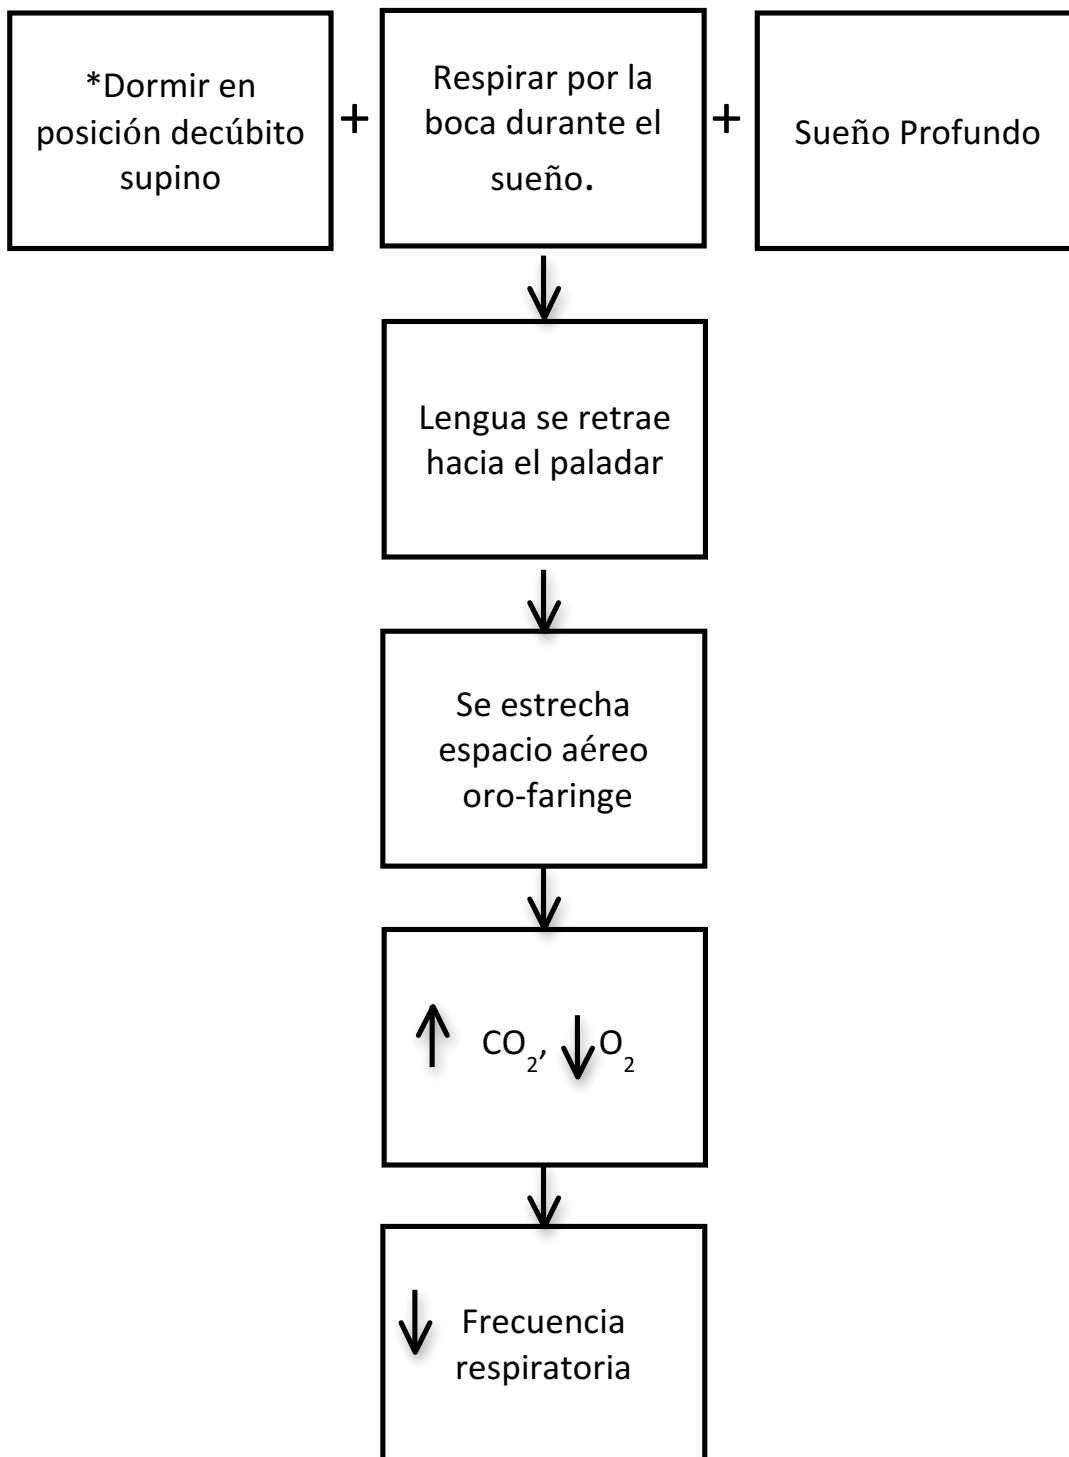 *Dormir en
posición decúbito
supino
+
Respirar por la
boca durante el
sueño.
+
Sueño Profundo
Lengua se retrae
hacia el paladar
Se estrecha
espacio aéreo
oro-faringe
↑ CO₂, ↓ O₂
↓ Frecuencia
respiratoria